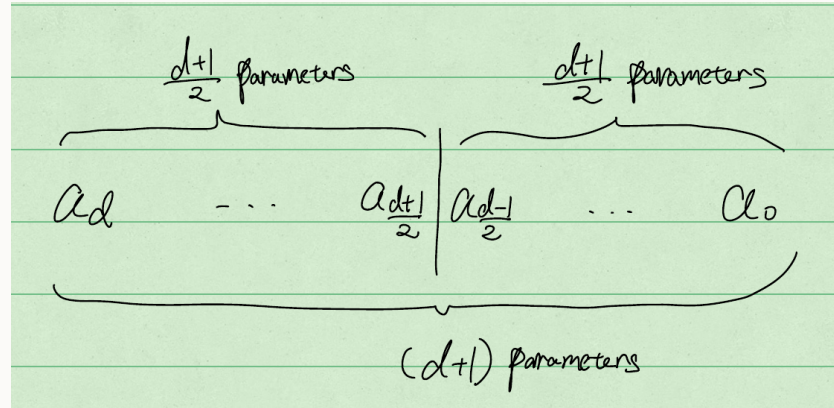 d+1/2 parameters d+1/2 parameters
a_d ... a_{d+1/2} | a_{d-1/2} ... a_0
(d+1) parameters